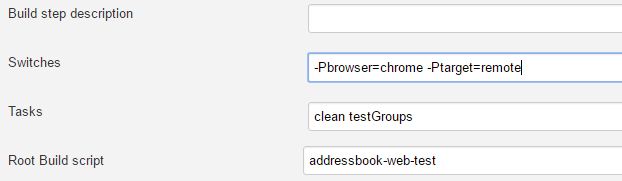 Build step description
Switches
-Pbrowser=chrome -Ptarget=remote
Tasks
clean testGroups
Root Build script
addressbook-web-test